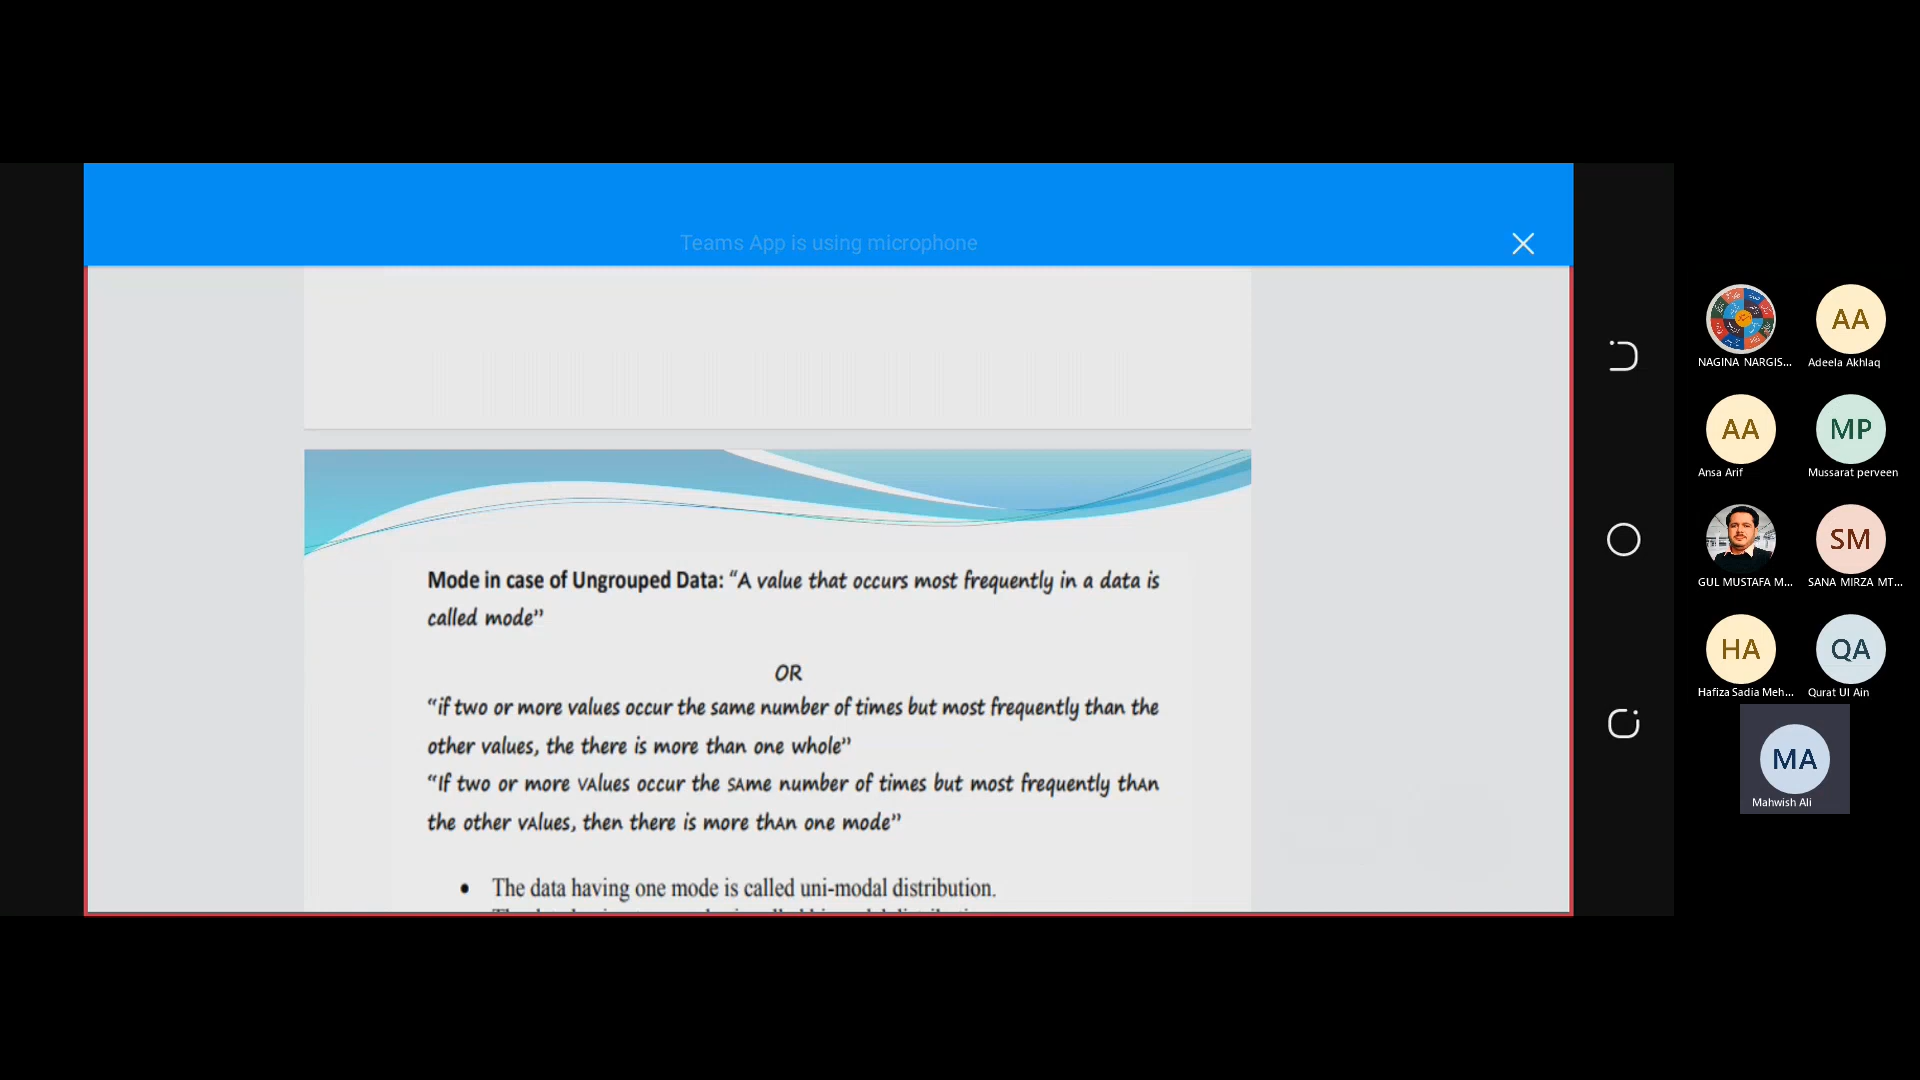 Teams App is using microphone
Mode in case of Ungrouped Data: “A value that occurs most frequently in a data is
called mode”
OR
“if two or more values occur the same number of times but most frequently than the
other values, the there is more than one whole”
“If two or more vAlues occur the sAme number of times but most frequently thAn
the other vAlues, then there is more thAn one mode”
• The data having one mode is called uni-modal distribution.
NAGINA NARGIS...
AA
Adeela Akhlaq
AA
Ansa Arif
MP
Mussarat perveen
GUL MUSTAFA M...
SM
SANA MIRZA MT...
HA
Hafiza Sadia Meh...
QA
Qurat Ul Ain
MA
Mahwish Ali